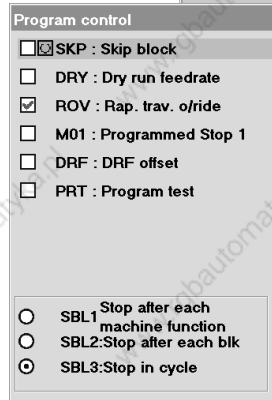 Program control
SKP : Skip block
DRY : Dry run feedrate
ROV : Rap. trav. o/ride
M01 : Programmed Stop 1
DRF : DRF offset
PRT : Program test
SBL1 Stop after each
machine function
SBL2:Stop after each blk
SBL3:Stop in cycle